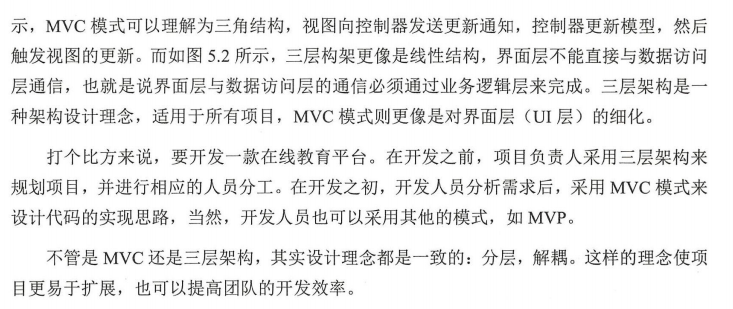 示，MVC 模式可以理解为三角结构，视图向控制器发送更新通知，控制器更新模型，然后
触发视图的更新。而如图 5.2 所示，三层构架更像是线性结构，界面层不能直接与数据访问
层通信，也就是说界面层与数据访问层的通信必须通过业务逻辑层来完成。三层架构是一
种架构设计理念，适用于所有项目，MVC 模式则更像是对界面层（UI 层）的细化。
打个比方来说，要开发一款在线教育平台。在开发之前，项目负责人采用三层架构来
规划项目，并进行相应的人员分工。在开发之初，开发人员分析需求后，采用 MVC 模式来
设计代码的实现思路，当然，开发人员也可以采用其他的模式，如 MVP。
不管是 MVC 还是三层架构，其实设计理念都是一致的：分层，解耦。这样的理念使项
目更易于扩展，也可以提高团队的开发效率。